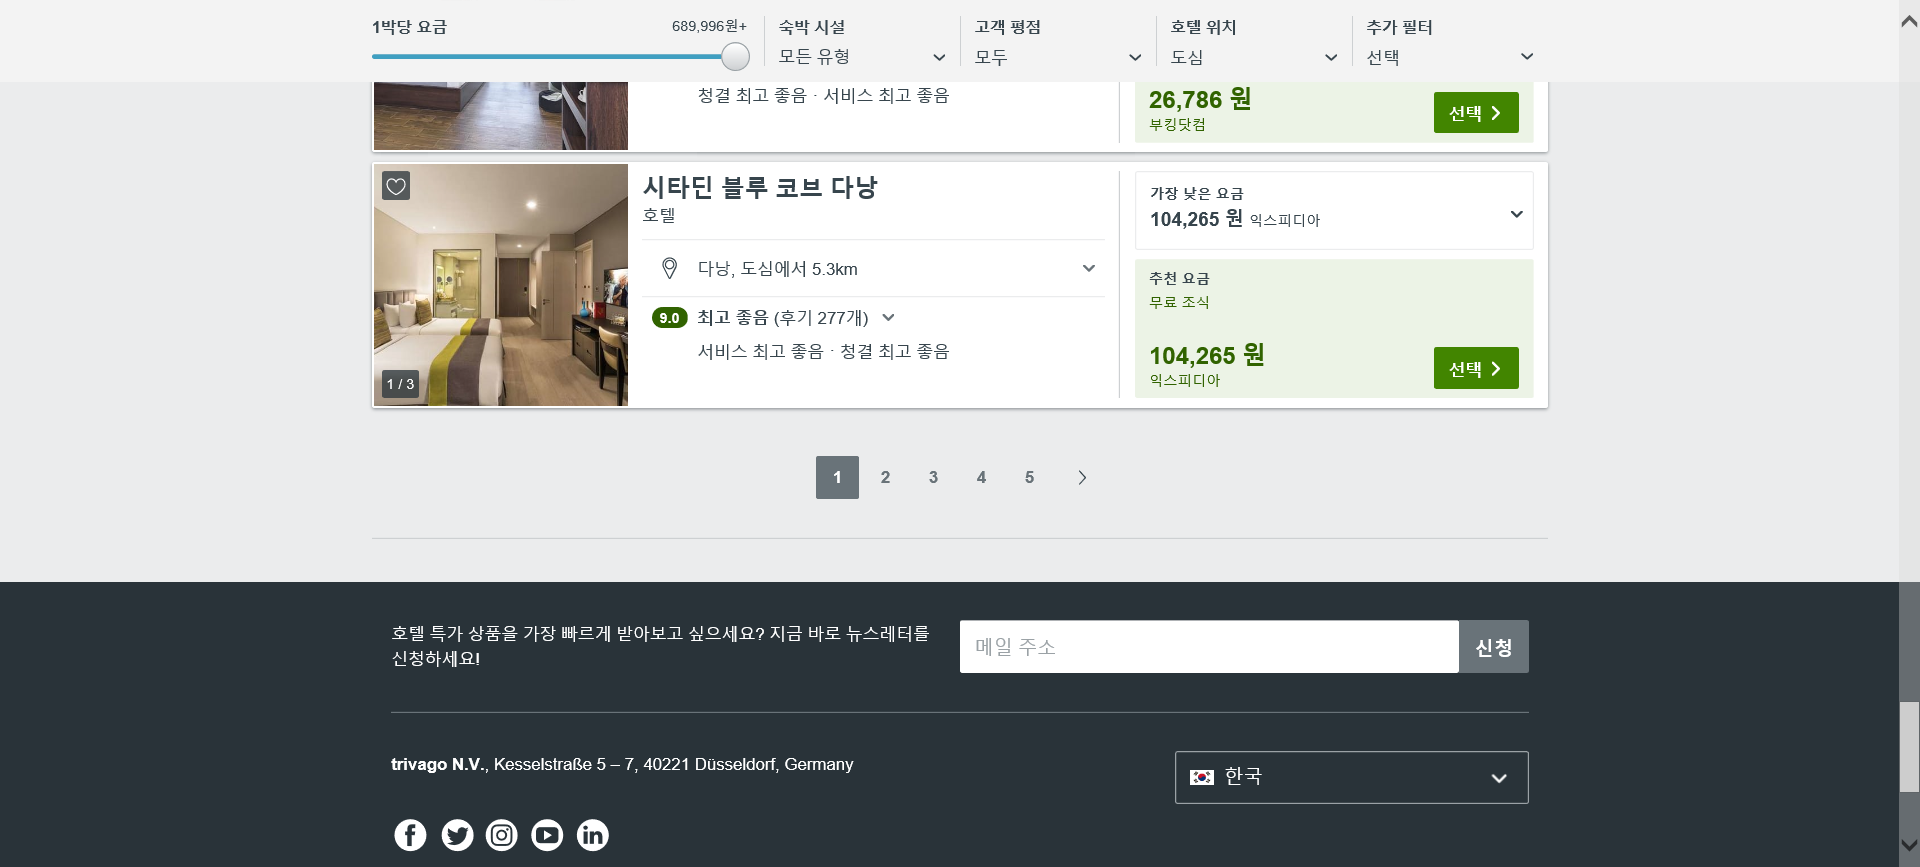 1박당 요금
689,996원+
숙박 시설
모든 유형
고객 평점
모두
호텔 위치
도심
추가 필터
선택
청결 최고 좋음 · 서비스 최고 좋음
26,786 원
부킹닷컴
선택
시타딘 블루 코브 다낭
호텔
다낭, 도심에서 5.3km
9.0 최고 좋음 (후기 277개)
서비스 최고 좋음 · 청결 최고 좋음
1 / 3
가장 낮은 요금
104,265 원 익스피디아
추천 요금
무료 조식
104,265 원
익스피디아
선택
1 2 3 4 5
호텔 특가 상품을 가장 빠르게 받아보고 싶으세요? 지금 바로 뉴스레터를
신청하세요!
메일 주소
신청
trivago N.V., Kesselstraße 5 – 7, 40221 Düsseldorf, Germany
한국